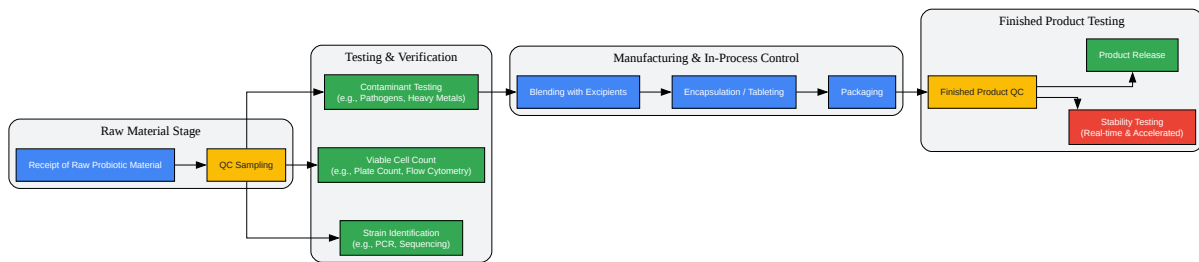 Raw Material Stage
Receipt of Raw Probiotic Material
QC Sampling
Testing & Verification
Contaminant Testing
(e.g., Pathogens, Heavy Metals)
Viable Cell Count
(e.g., Plate Count, Flow Cytometry)
Strain Identification
(e.g., PCR, Sequencing)
Manufacturing & In-Process Control
Blending with Excipients
Encapsulation / Tableting
Packaging
Finished Product Testing
Finished Product QC
Product Release
Stability Testing
(Real-time & Accelerated)